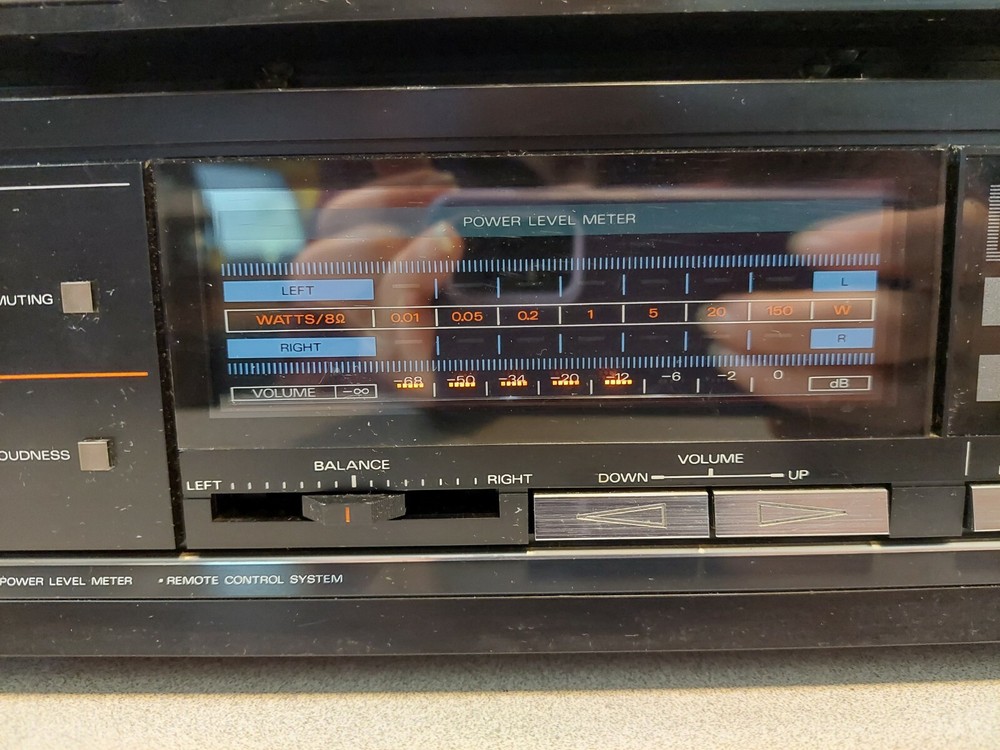 POWER LEVEL METER
LEFT L
MUTING
WATTS/8Ω 0.01 0.05 0.2 1 5 20 150 W
RIGHT R
VOLUME -∞ -68 -50 -34 -20 -12 -6 -2 0 dB
OUDNESS
BALANCE
LEFT RIGHT
VOLUME
DOWN UP
POWER LEVEL METER • REMOTE CONTROL SYSTEM